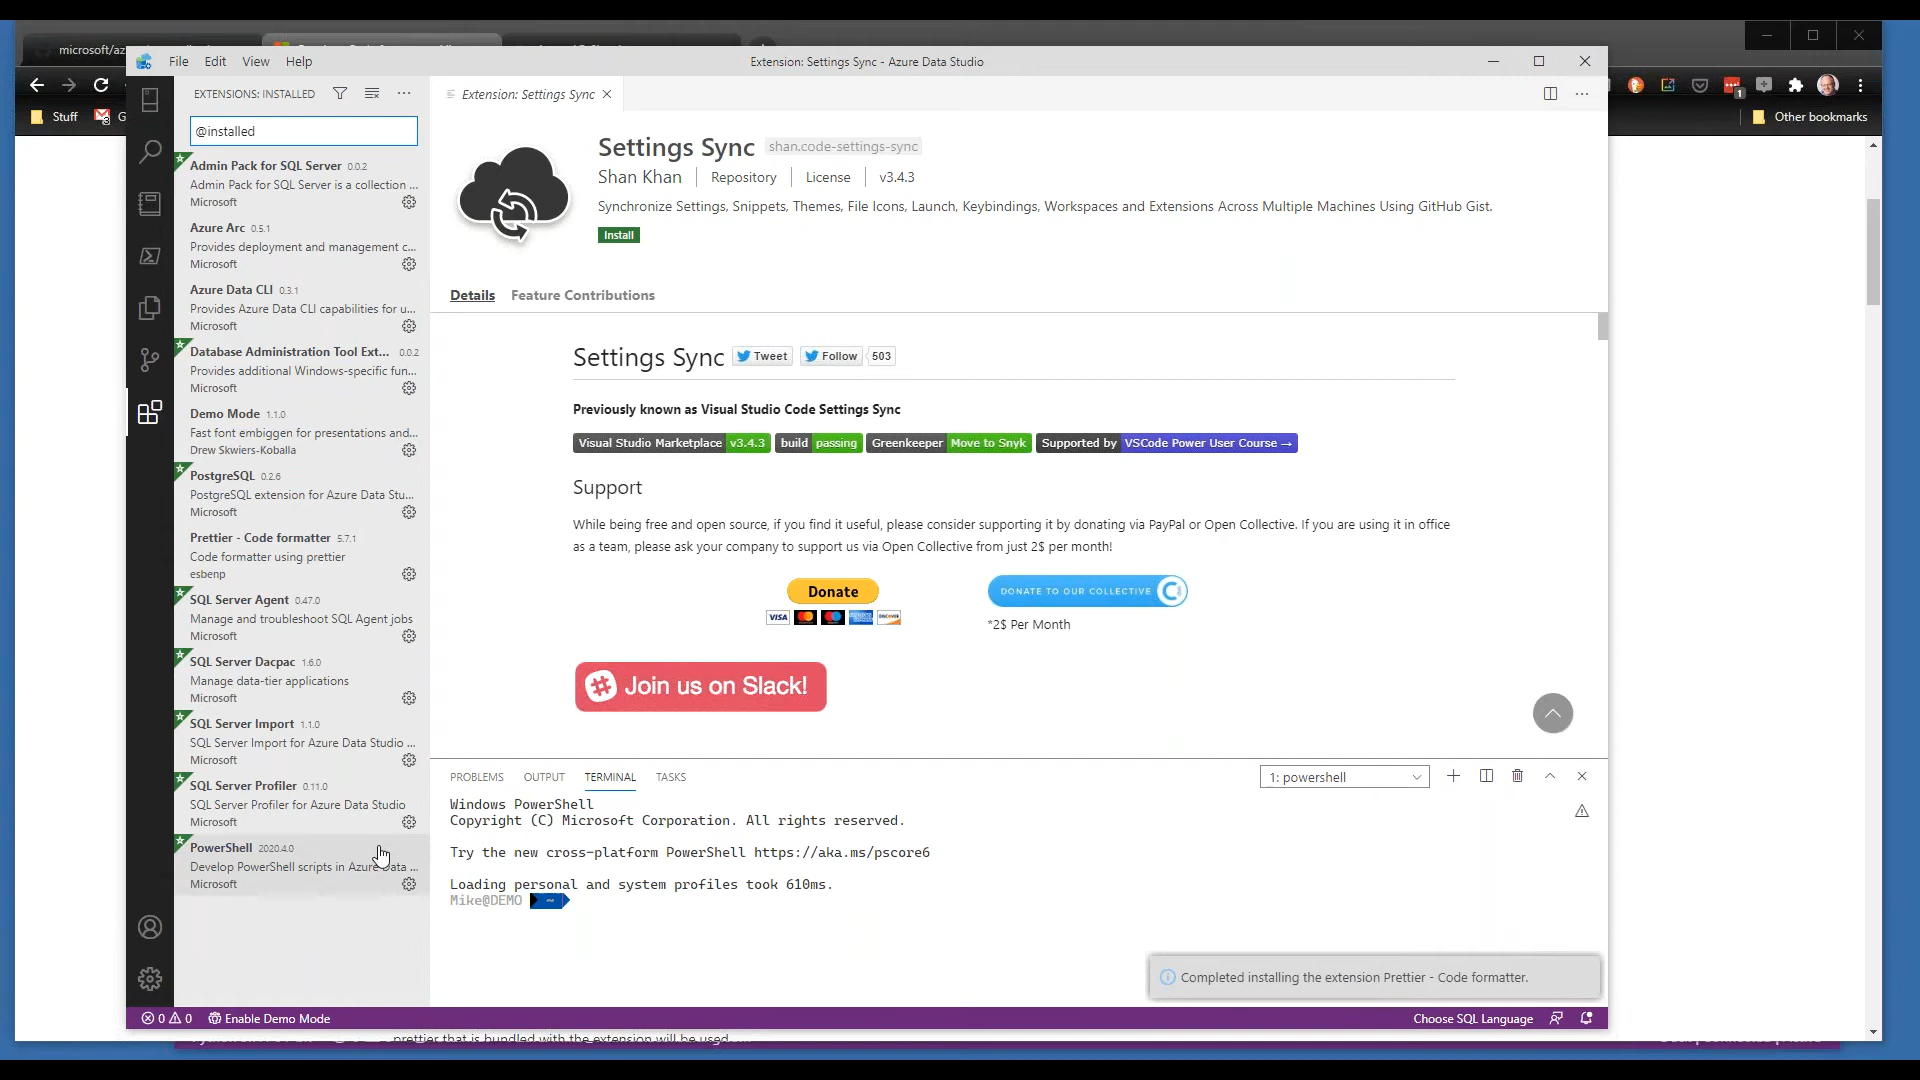 microsoft/az
File Edit View Help
Extension: Settings Sync - Azure Data Studio
Stuff
G
Other bookmarks
1
EXTENSIONS: INSTALLED
@installed
Admin Pack for SQL Server 0.0.2
Admin Pack for SQL Server is a collection ...
Microsoft
Azure Arc 0.5.1
Provides deployment and management c...
Microsoft
Azure Data CLI 0.3.1
Provides Azure Data CLI capabilities for u...
Microsoft
Database Administration Tool Ext... 0.0.2
Provides additional Windows-specific fun...
Microsoft
Demo Mode 1.1.0
Fast font embiggen for presentations and...
Drew Skwiers-Koballa
PostgreSQL 0.2.6
PostgreSQL extension for Azure Data Stu...
Microsoft
Prettier - Code formatter 5.7.1
Code formatter using prettier
esbenp
SQL Server Agent 0.47.0
Manage and troubleshoot SQL Agent jobs
Microsoft
SQL Server Dacpac 1.6.0
Manage data-tier applications
Microsoft
SQL Server Import 1.1.0
SQL Server Import for Azure Data Studio ...
Microsoft
SQL Server Profiler 0.11.0
SQL Server Profiler for Azure Data Studio
Microsoft
PowerShell 2020.4.0
Develop PowerShell scripts in Azure Data ...
Microsoft
Extension: Settings Sync
Settings Sync shan.code-settings-sync
Shan Khan Repository License v3.4.3
Synchronize Settings, Snippets, Themes, File Icons, Launch, Keybindings, Workspaces and Extensions Across Multiple Machines Using GitHub Gist.
Install
Details Feature Contributions
Settings Sync Tweet Follow 503
Previously known as Visual Studio Code Settings Sync
Visual Studio Marketplace v3.4.3 build passing Greenkeeper Move to Snyk Supported by VSCode Power User Course →
Support
While being free and open source, if you find it useful, please consider supporting it by donating via PayPal or Open Collective. If you are using it in office
as a team, please ask your company to support us via Open Collective from just 2$ per month!
Donate
VISA
DONATE TO OUR COLLECTIVE
*2$ Per Month
Join us on Slack!
PROBLEMS OUTPUT TERMINAL TASKS
1: powershell
Windows PowerShell
Copyright (C) Microsoft Corporation. All rights reserved.
Try the new cross-platform PowerShell https://aka.ms/pscore6
Loading personal and system profiles took 610ms.
Mike@DEMO
Completed installing the extension Prettier - Code formatter.
0 0 Enable Demo Mode
Choose SQL Language
prettier that is bundled with the extension will be used